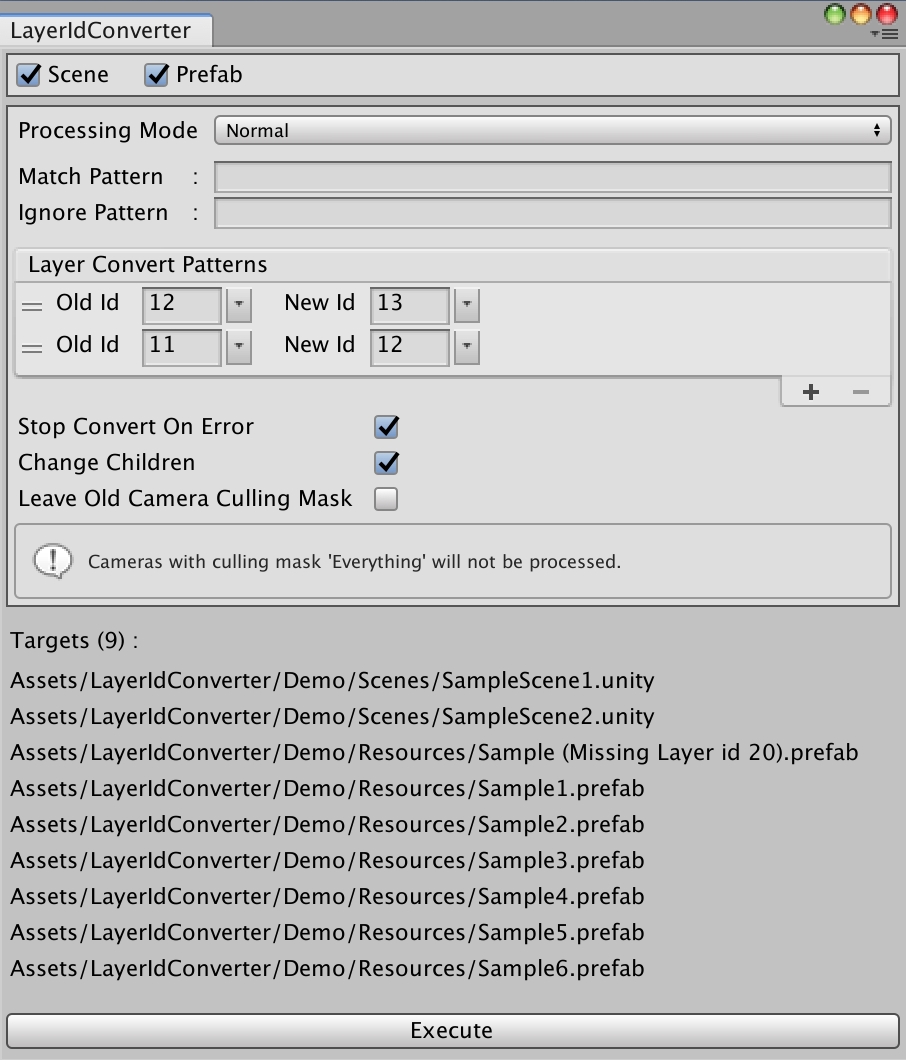 LayerIdConverter
Scene Prefab
Processing Mode Normal
Match Pattern :
Ignore Pattern :
Layer Convert Patterns
Old Id 12 New Id 13
Old Id 11 New Id 12
+ −
Stop Convert On Error
Change Children
Leave Old Camera Culling Mask
Cameras with culling mask 'Everything' will not be processed.
Targets (9) :
Assets/LayerIdConverter/Demo/Scenes/SampleScene1.unity
Assets/LayerIdConverter/Demo/Scenes/SampleScene2.unity
Assets/LayerIdConverter/Demo/Resources/Sample (Missing Layer id 20).prefab
Assets/LayerIdConverter/Demo/Resources/Sample1.prefab
Assets/LayerIdConverter/Demo/Resources/Sample2.prefab
Assets/LayerIdConverter/Demo/Resources/Sample3.prefab
Assets/LayerIdConverter/Demo/Resources/Sample4.prefab
Assets/LayerIdConverter/Demo/Resources/Sample5.prefab
Assets/LayerIdConverter/Demo/Resources/Sample6.prefab
Execute